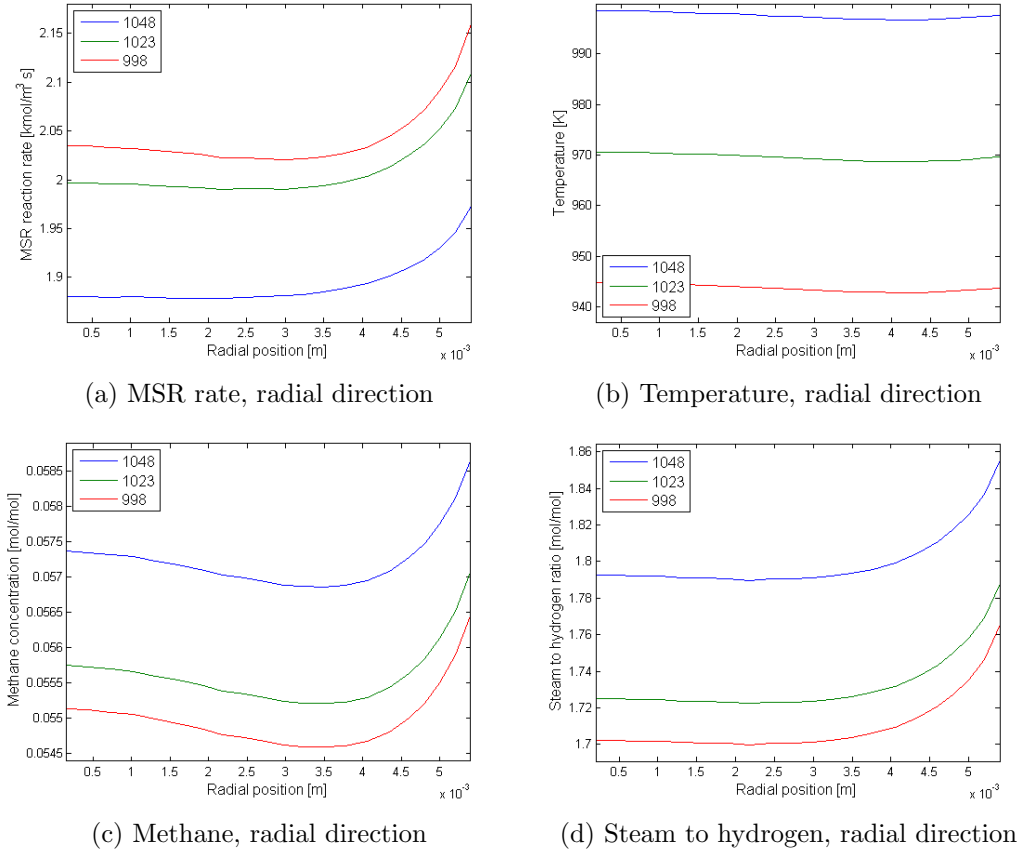 1048
1023
998
2.15
2.1
2.05
2
1.95
1.9
MSR reaction rate [kmol/m³ s]
0.5 1 1.5 2 2.5 3 3.5 4 4.5 5
Radial position [m]
x 10⁻³
(a) MSR rate, radial direction
990
980
970
960
950
940
Temperature [K]
1048
1023
998
0.5 1 1.5 2 2.5 3 3.5 4 4.5 5
Radial position [m]
x 10⁻³
(b) Temperature, radial direction
1048
1023
998
0.0585
0.058
0.0575
0.057
0.0565
0.056
0.0555
0.055
0.0545
Methane concentration [mol/mol]
0.5 1 1.5 2 2.5 3 3.5 4 4.5 5
Radial position [m]
x 10⁻³
(c) Methane, radial direction
1048
1023
998
1.86
1.84
1.82
1.8
1.78
1.76
1.74
1.72
1.7
Steam to hydrogen ratio [mol/mol]
0.5 1 1.5 2 2.5 3 3.5 4 4.5 5
Radial position [m]
x 10⁻³
(d) Steam to hydrogen, radial direction